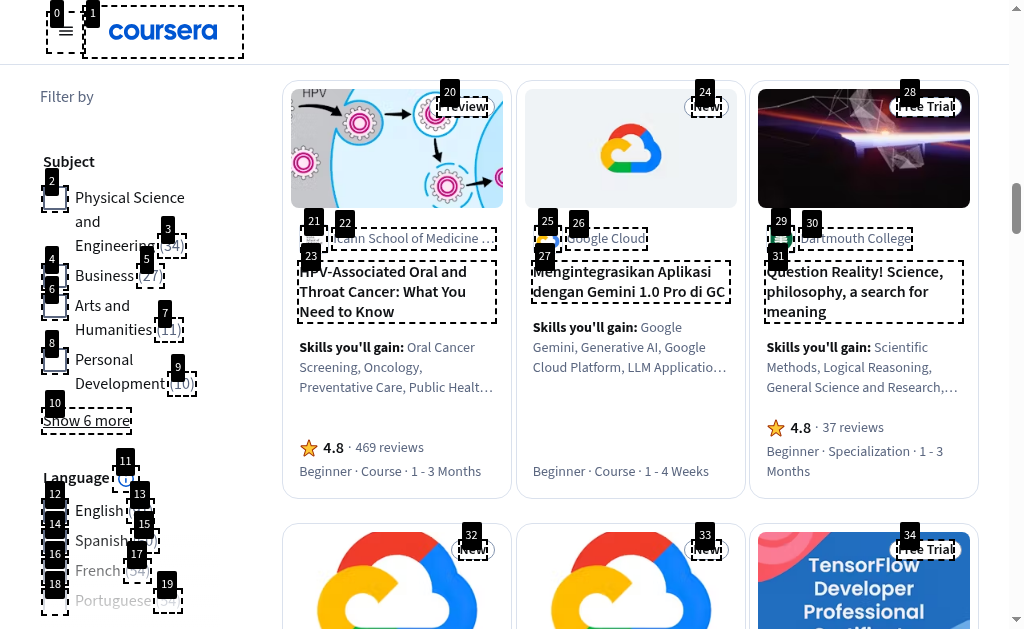 coursera
Filter by
Subject
Physical Science
and
Engineering (34)
Business (27)
Arts and
Humanities (11)
Personal
Development (10)
Show 6 more
Language
English
Spanish
French (54)
Portuguese
HPV
New
Free Trial
Icann School of Medicine ...
Google Cloud
Dartmouth College
HPV-Associated Oral and
Throat Cancer: What You
Need to Know
Mengintegrasikan Aplikasi
dengan Gemini 1.0 Pro di GC
Question Reality! Science,
philosophy, a search for
meaning
Skills you'll gain: Oral Cancer
Screening, Oncology,
Preventative Care, Public Healt...
Skills you'll gain: Google
Gemini, Generative AI, Google
Cloud Platform, LLM Applicatio...
Skills you'll gain: Scientific
Methods, Logical Reasoning,
General Science and Research,...
4.8 · 469 reviews
Beginner · Course · 1 - 3 Months
Beginner · Course · 1 - 4 Weeks
4.8 · 37 reviews
Beginner · Specialization · 1 - 3
Months
New
New
Free Trial
TensorFlow
Developer
Professional
0
1
2
3
4
5
6
7
8
9
10
11
12
13
14
15
16
17
18
19
20
21
22
23
24
25
26
27
28
29
30
31
32
33
34